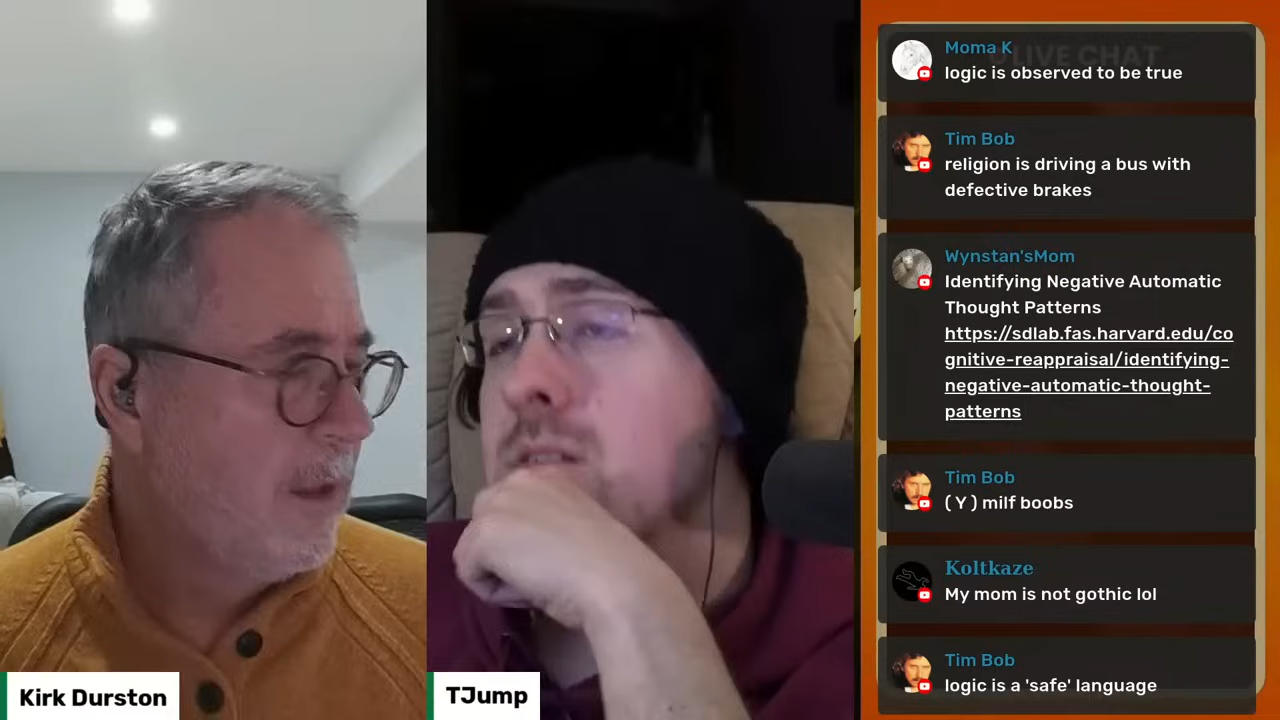 LIVE CHAT
Moma K
logic is observed to be true
Tim Bob
religion is driving a bus with
defective brakes
Wynstan'sMom
Identifying Negative Automatic
Thought Patterns
https://sdlab.fas.harvard.edu/co
gnitive-reappraisal/identifying-
negative-automatic-thought-
patterns
Tim Bob
( Y ) milf boobs
Koltkaze
My mom is not gothic lol
Tim Bob
logic is a 'safe' language
Kirk Durston
TJump